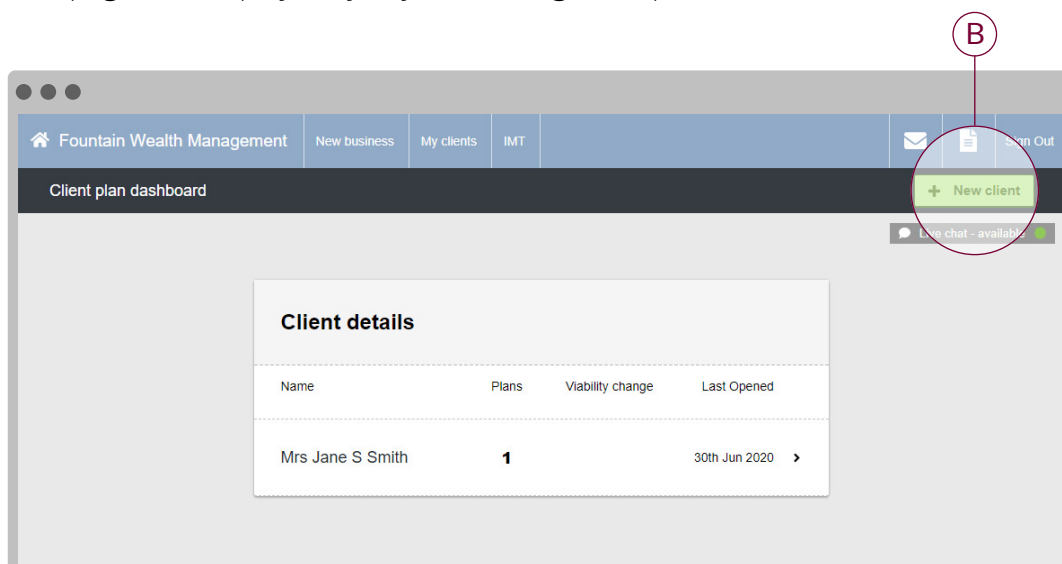 B
Fountain Wealth Management New business My clients IMT Sign Out
Client plan dashboard + New client
Live chat - available
Client details
Name Plans Viability change Last Opened
Mrs Jane S Smith 1 30th Jun 2020 >